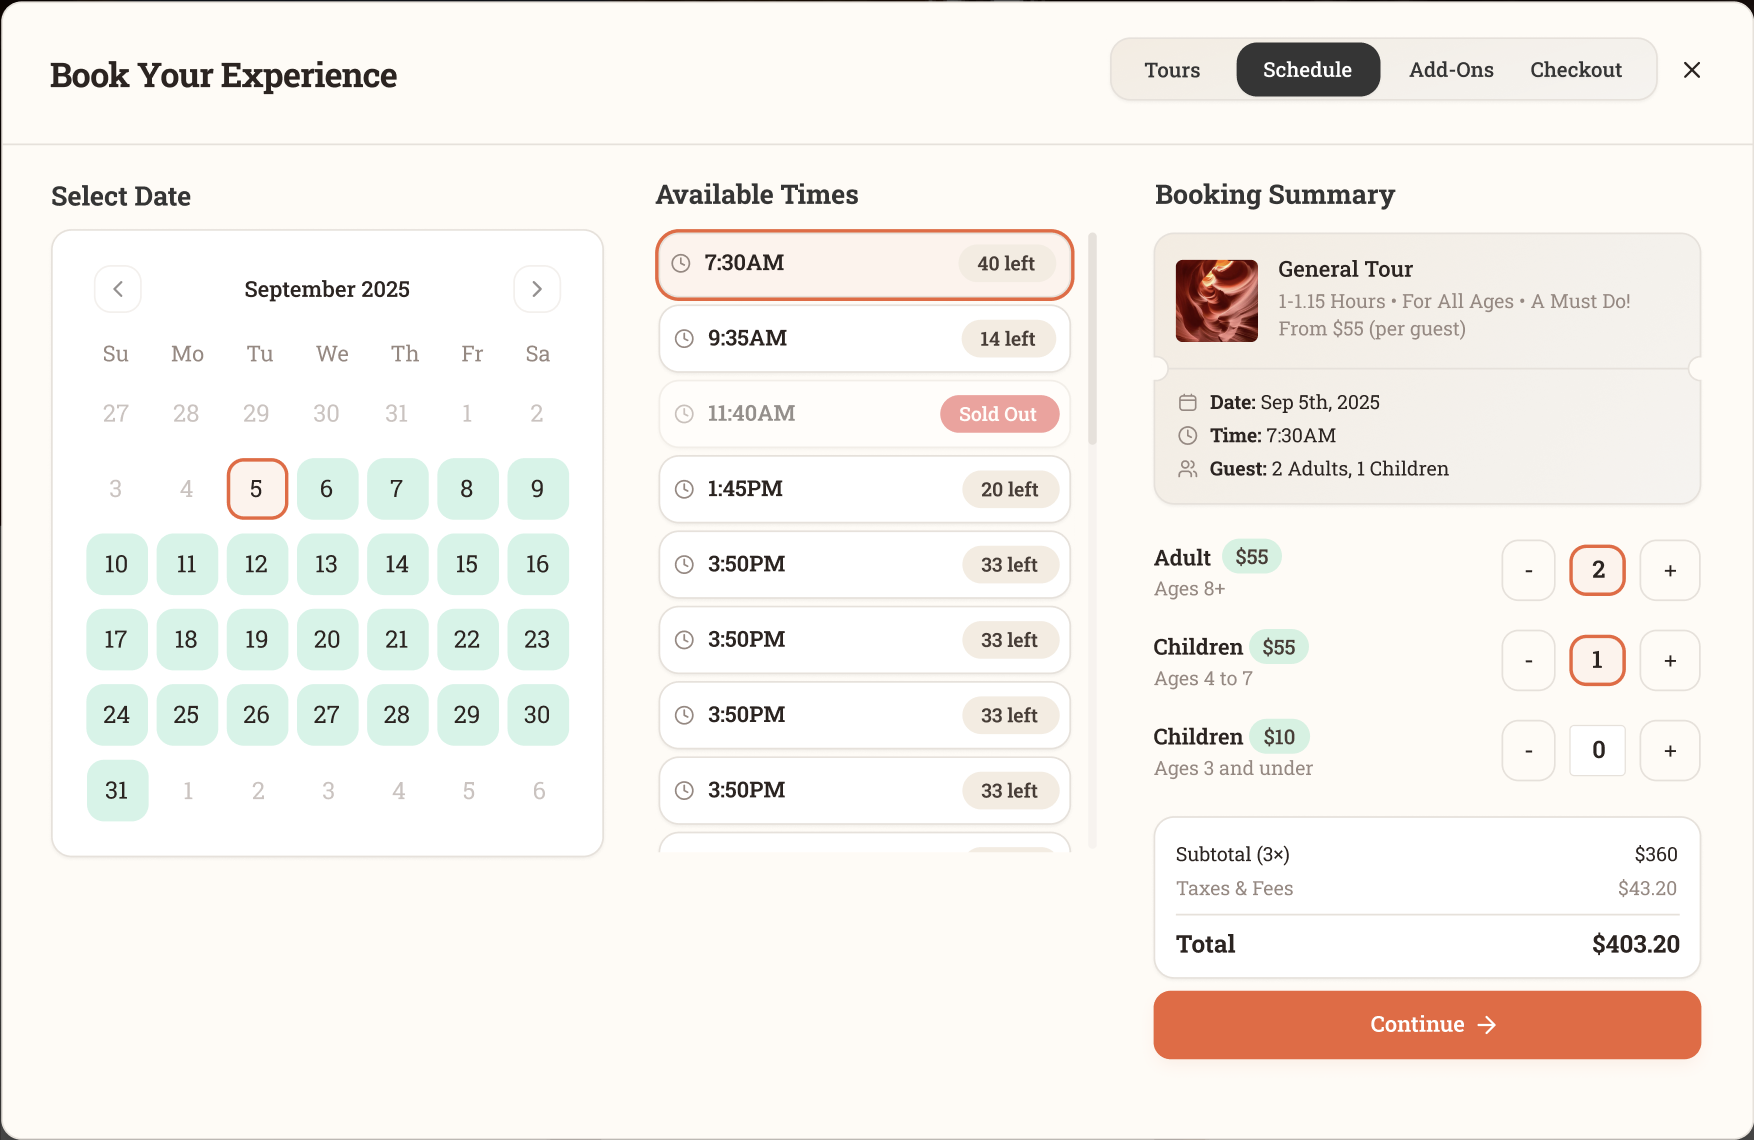 Book Your Experience
Tours
Schedule
Add-Ons
Checkout
Select Date
September 2025
Su Mo Tu We Th Fr Sa
27 28 29 30 31 1 2
3 4 5 6 7 8 9
10 11 12 13 14 15 16
17 18 19 20 21 22 23
24 25 26 27 28 29 30
31 1 2 3 4 5 6
Available Times
7:30AM 40 left
9:35AM 14 left
11:40AM Sold Out
1:45PM 20 left
3:50PM 33 left
3:50PM 33 left
3:50PM 33 left
3:50PM 33 left
Booking Summary
General Tour
1-1.15 Hours • For All Ages • A Must Do!
From $55 (per guest)
Date: Sep 5th, 2025
Time: 7:30AM
Guest: 2 Adults, 1 Children
Adult $55
Ages 8+
- 2 +
Children $55
Ages 4 to 7
- 1 +
Children $10
Ages 3 and under
- 0 +
Subtotal (3×) $360
Taxes & Fees $43.20
Total $403.20
Continue →